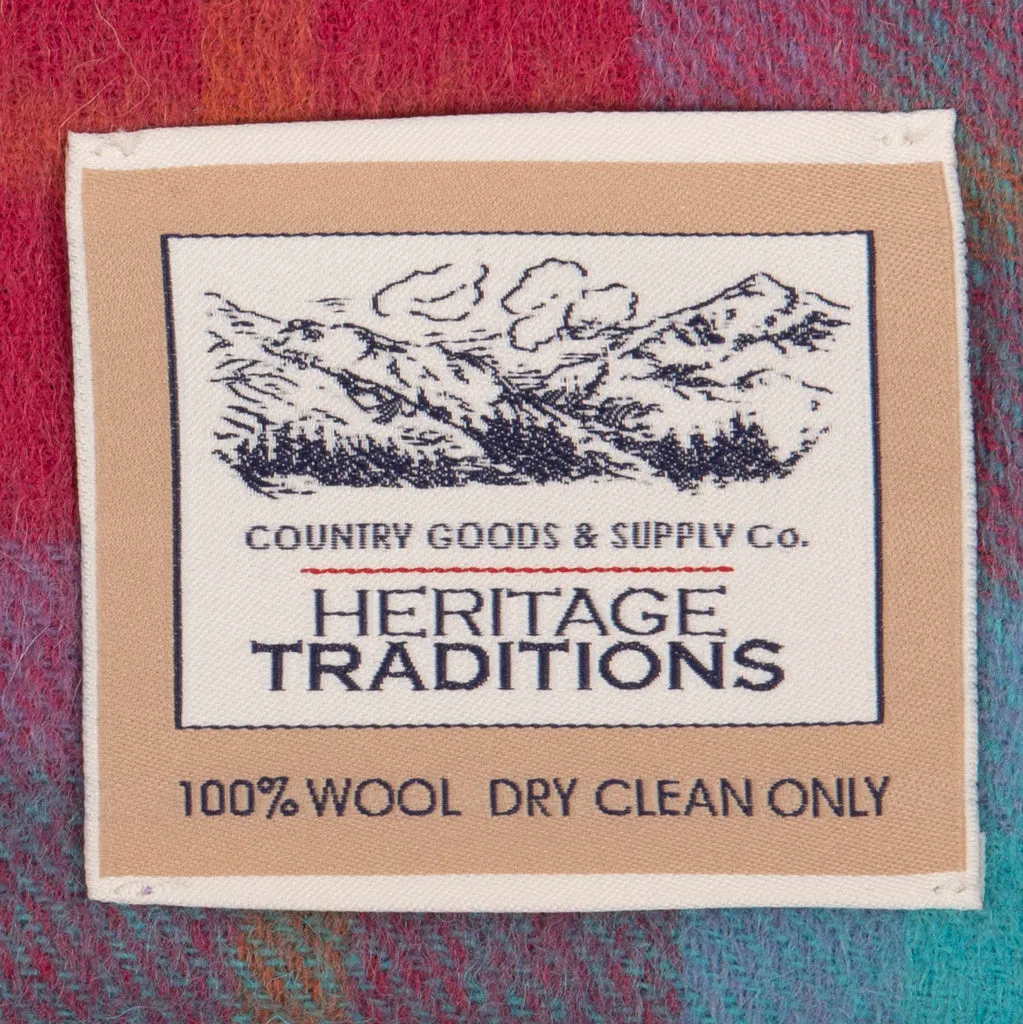 COUNTRY GOODS & SUPPLY Co.
HERITAGE
TRADITIONS
100% WOOL DRY CLEAN ONLY